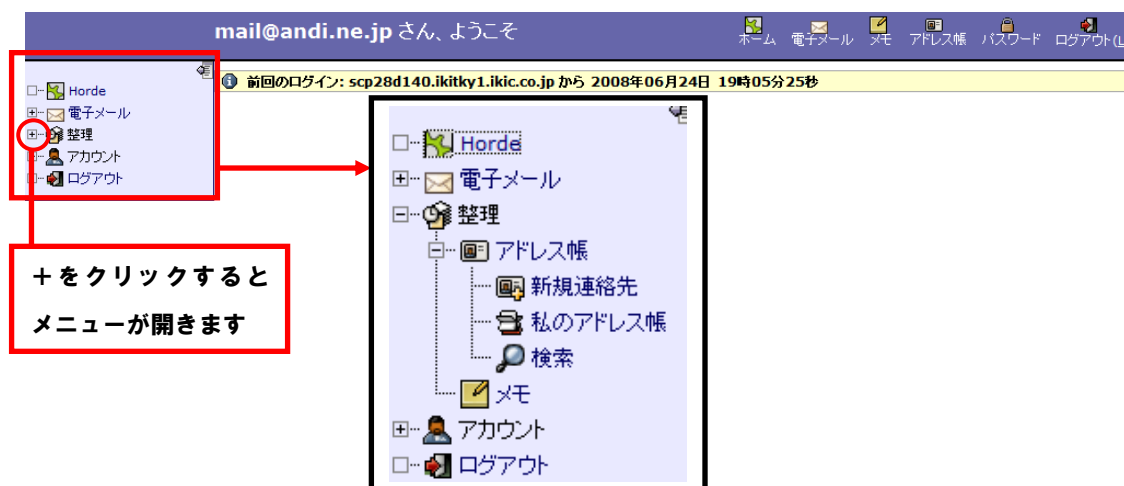 mail@andi.ne.jp さん、ようこそ
ホーム 電子メール メモ アドレス帳 パスワード ログアウト(L
前回のログイン: scp28d140.ikitky1.ikic.co.jp から 2008年06月24日 19時05分25秒
Horde
電子メール
整理
アカウント
ログアウト
＋をクリックすると
メニューが開きます
Horde
電子メール
整理
アドレス帳
新規連絡先
私のアドレス帳
検索
メモ
アカウント
ログアウト